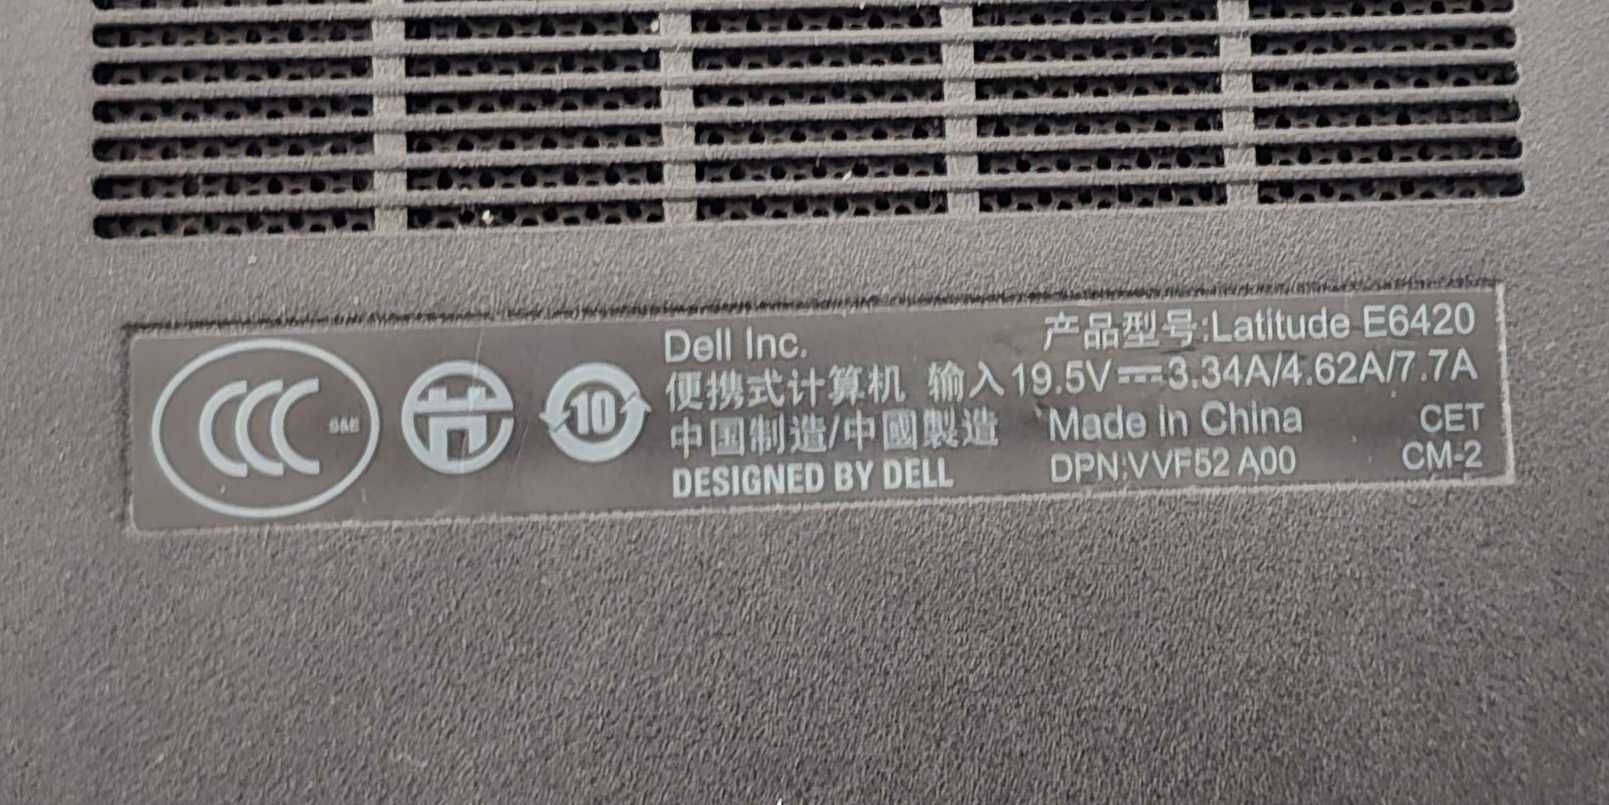 CCC S&E
10
Dell Inc. 产品型号:Latitude E6420
便携式计算机 输入19.5V⎓3.34A/4.62A/7.7A
中国制造/中國製造 Made in China CET
DESIGNED BY DELL DPN:VVF52 A00 CM-2